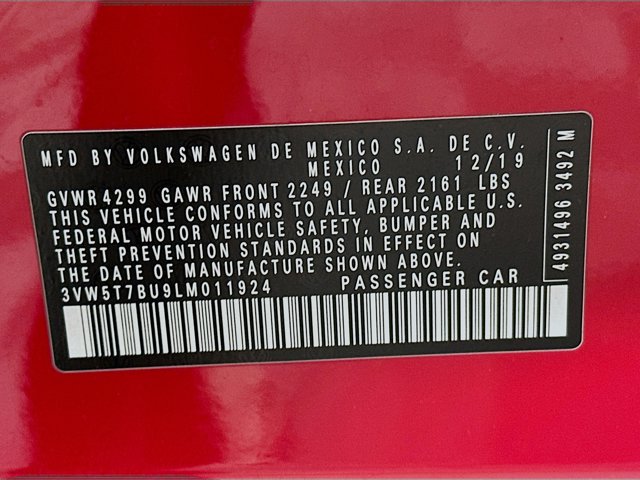 MFD BY VOLKSWAGEN DE MEXICO S.A. DE C.V.
MEXICO 12/19
GVWR 4299 GAWR FRONT 2249 / REAR 2161 LBS
THIS VEHICLE CONFORMS TO ALL APPLICABLE U.S.
FEDERAL MOTOR VEHICLE SAFETY, BUMPER AND
THEFT PREVENTION STANDARDS IN EFFECT ON
THE DATE OF MANUFACTURE SHOWN ABOVE.
3VW5T7BU9LM011924 PASSENGER CAR
4931496 3492 M